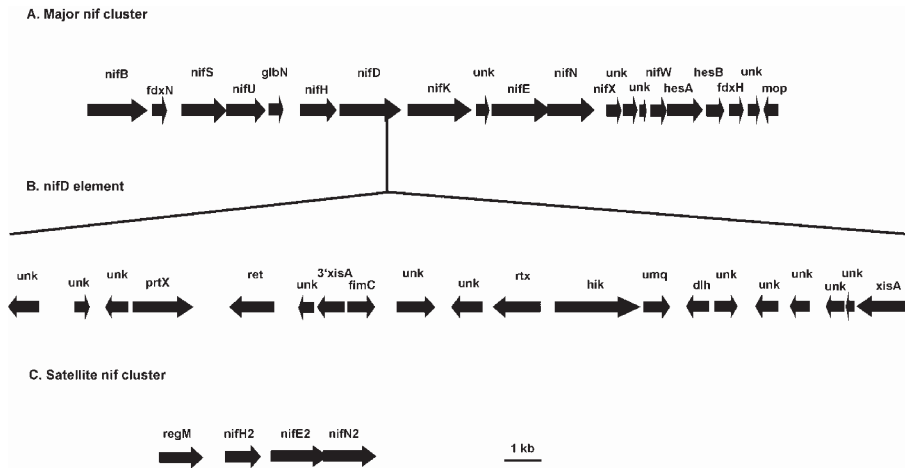 A. Major nif cluster
nifB fdxN nifS nifU glbN nifH nifD nifK unk nifE nifN nifX unk unk nifW hesA hesB fdxH unk mop
B. nifD element
unk unk unk prtX ret unk 3'xisA fimC unk unk rtx hik umq dlh unk unk unk unk unk xisA
C. Satellite nif cluster
regM nifH2 nifE2 nifN2
1 kb